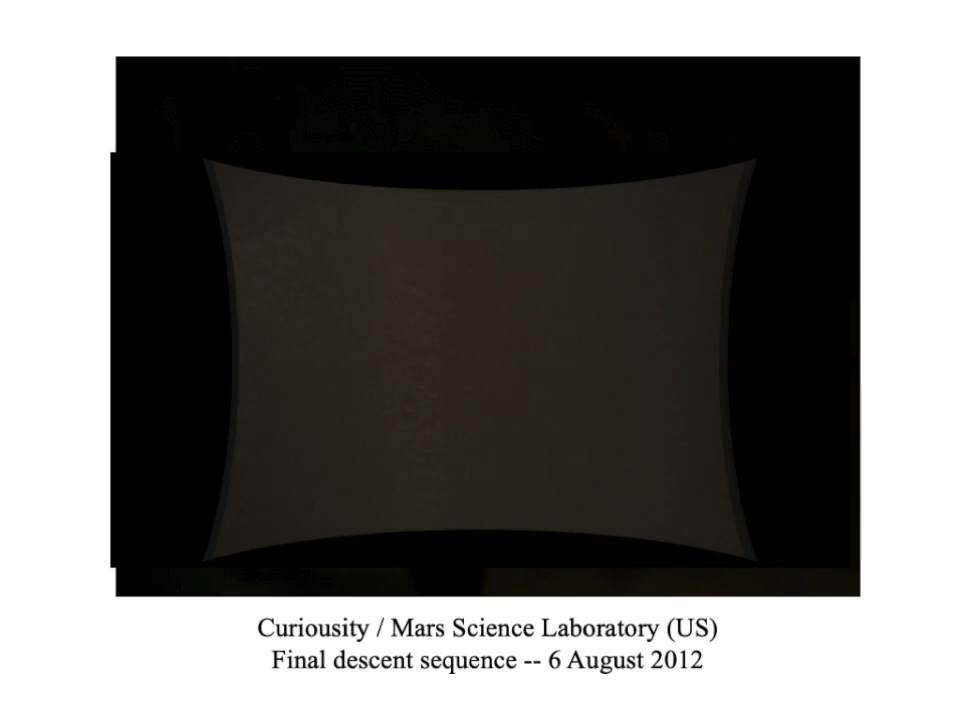 Curiousity / Mars Science Laboratory (US)
Final descent sequence -- 6 August 2012